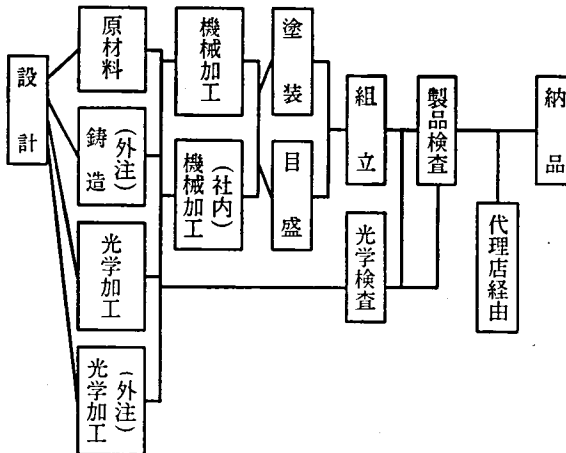 設計
原材料
鋳造(外注)
光学加工
光学加工(外注)
機械加工
機械加工(社内)
塗装
目盛
組立
光学検査
製品検査
代理店経由
納品